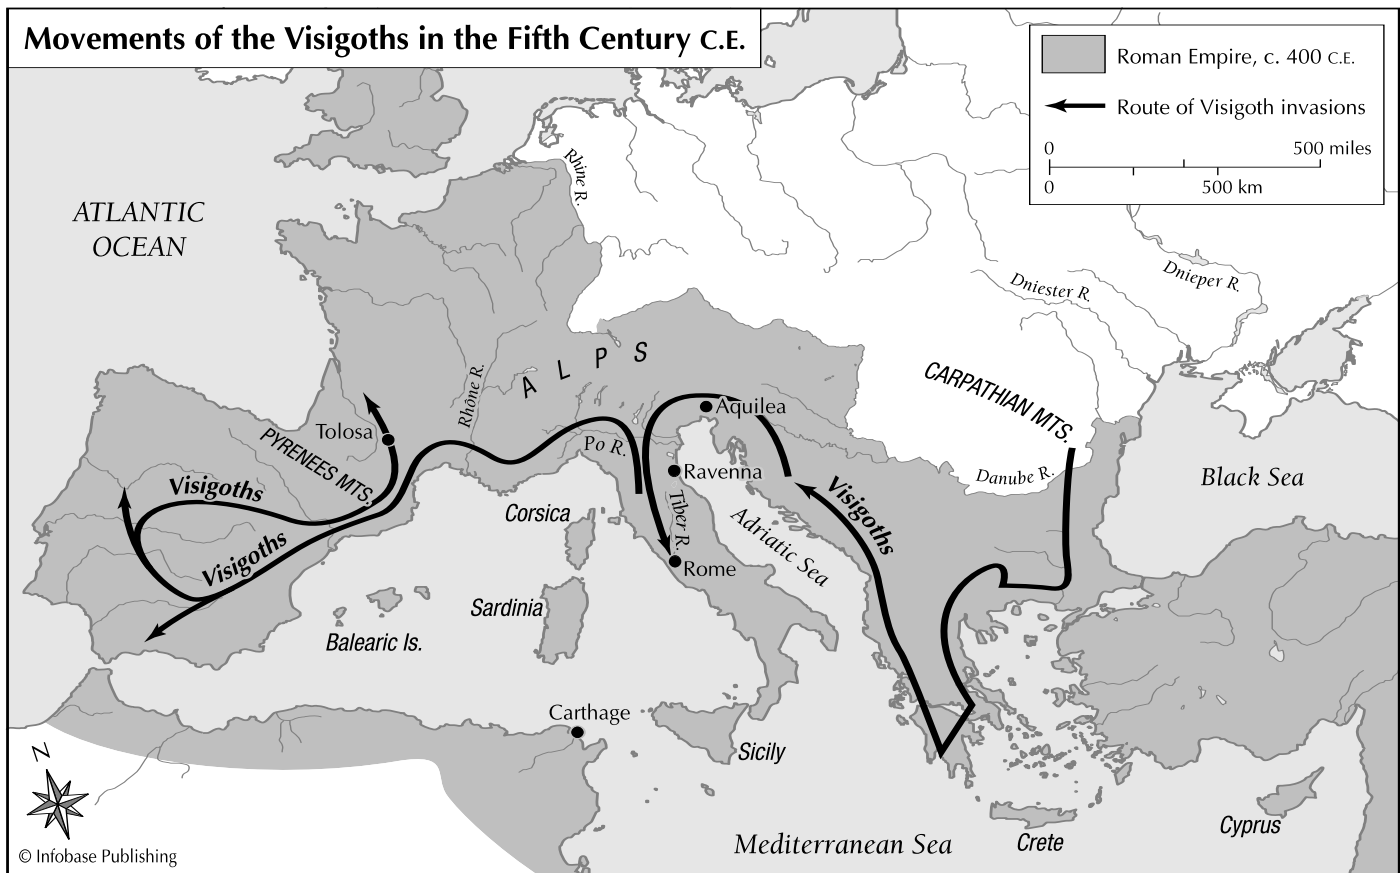 Movements of the Visigoths in the Fifth Century C.E.
Roman Empire, c. 400 C.E.
Route of Visigoth invasions
0 500 miles
0 500 km
ATLANTIC
OCEAN
Rhine R.
Dniester R.
Dnieper R.
ALPS
Rhône R.
CARPATHIAN MTS.
Aquilea
Tolosa
PYRENEES MTS.
Po R.
Ravenna
Danube R.
Black Sea
Visigoths
Visigoths
Visigoths
Corsica
Tiber R.
Adriatic Sea
Rome
Sardinia
Balearic Is.
Carthage
Sicily
N
Mediterranean Sea
Crete
Cyprus
© Infobase Publishing